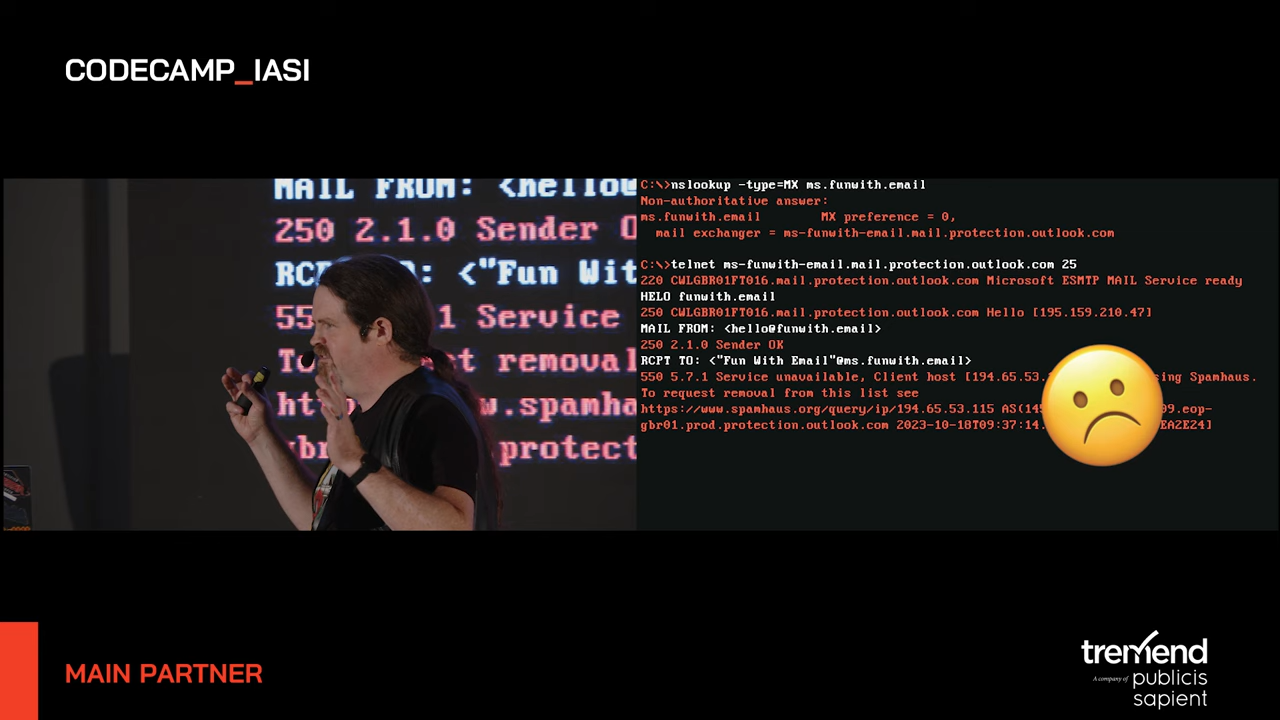 CODECAMP_IASI
MAIL FROM: <hello@
250 2.1.0 Sender O
RCPT TO: <"Fun Wit
55 1 Service
To t removal
htt w.spamha
gbr protect
C:\>nslookup -type=MX ms.funwith.email
Non-authoritative answer:
ms.funwith.email MX preference = 0,
mail exchanger = ms-funwith-email.mail.protection.outlook.com
C:\>telnet ms-funwith-email.mail.protection.outlook.com 25
220 CWLGBR01FT016.mail.protection.outlook.com Microsoft ESMTP MAIL Service ready
HELO funwith.email
250 CWLGBR01FT016.mail.protection.outlook.com Hello [195.159.210.47]
MAIL FROM: <hello@funwith.email>
250 2.1.0 Sender OK
RCPT TO: <"Fun With Email"@ms.funwith.email>
550 5.7.1 Service unavailable, Client host [194.65.53. sing Spamhaus.
To request removal from this list see
https://www.spamhaus.org/query/ip/194.65.53.115 AS(14 09.eop-
gbr01.prod.protection.outlook.com 2023-10-18T09:37:14. EA2E24]
MAIN PARTNER
tremend
A company of publicis
sapient